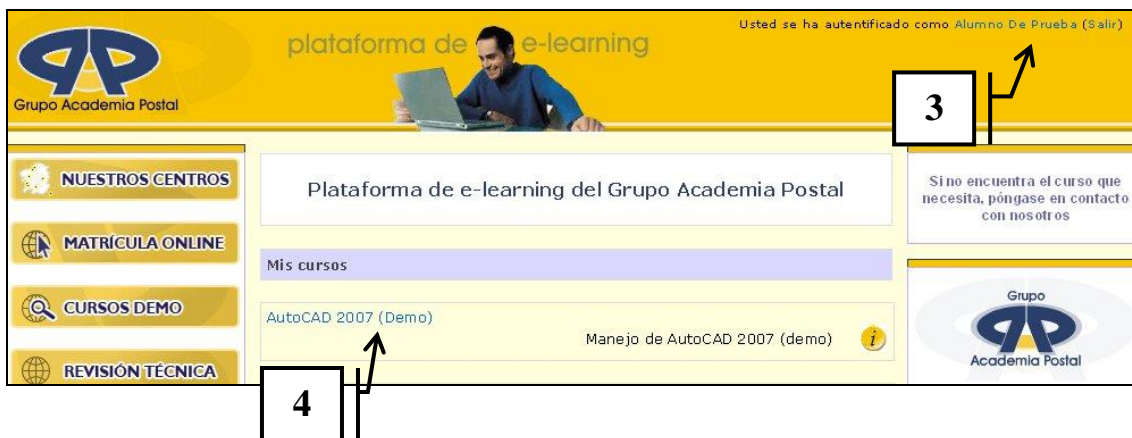 Usted se ha autentificado como Alumno De Prueba (Salir)
plataforma de e-learning
Grupo Academia Postal
3
NUESTROS CENTROS
MATRÍCULA ONLINE
CURSOS DEMO
REVISIÓN TÉCNICA
Plataforma de e-learning del Grupo Academia Postal
Mis cursos
AutoCAD 2007 (Demo)
Manejo de AutoCAD 2007 (demo)
i
4
Si no encuentra el curso que
necesita, póngase en contacto
con nosotros
Grupo
Academia Postal